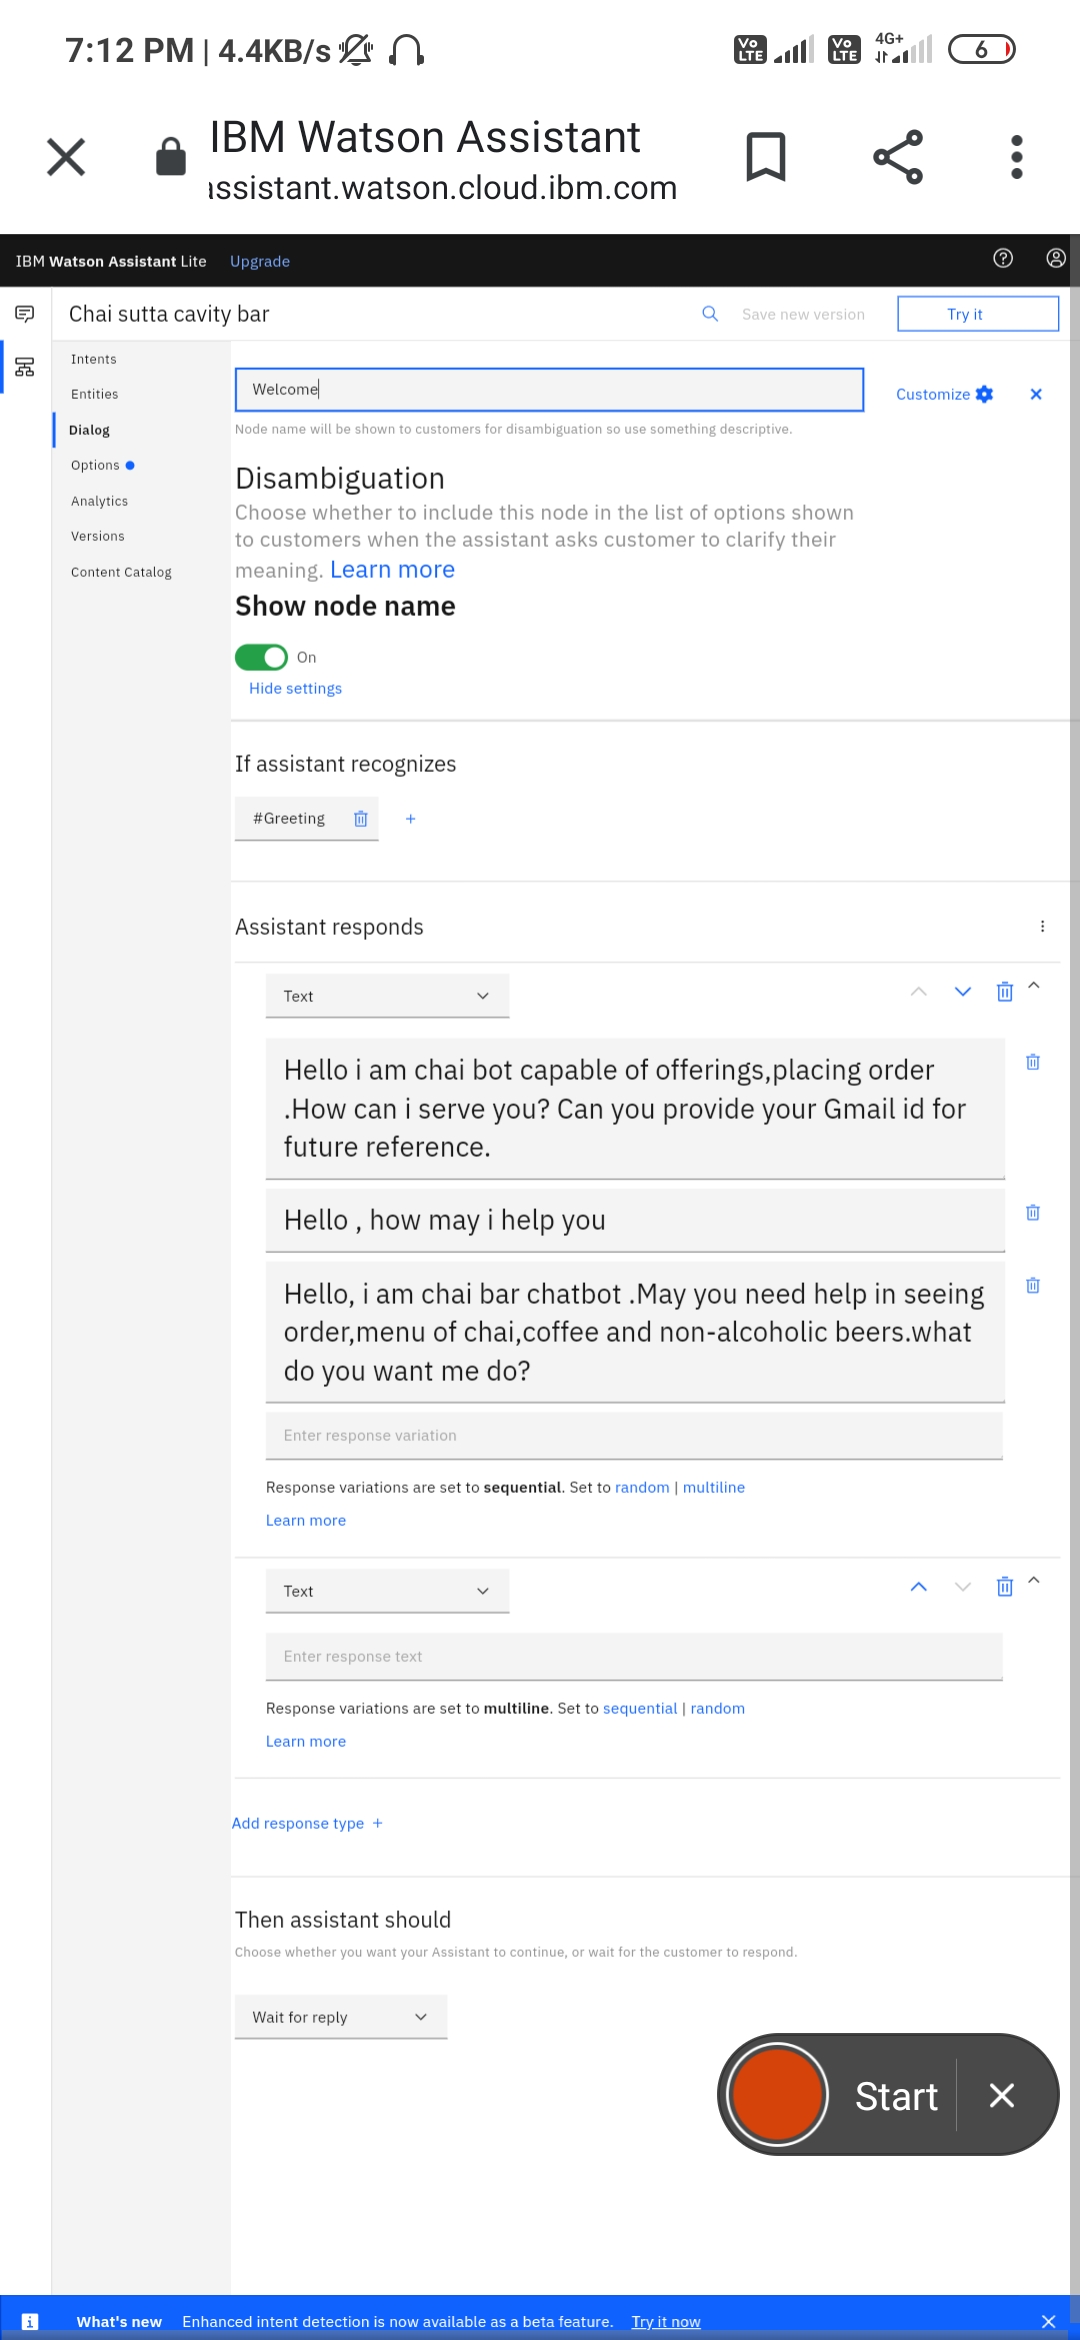 7:12 PM | 4.4KB/s
Vo LTE Vo LTE 4G+ 6
IBM Watson Assistant
assistant.watson.cloud.ibm.com
IBM Watson Assistant Lite Upgrade
Chai sutta cavity bar Save new version Try it
Intents
Entities
Dialog
Options
Analytics
Versions
Content Catalog
Welcome
Customize
Node name will be shown to customers for disambiguation so use something descriptive.
Disambiguation
Choose whether to include this node in the list of options shown
to customers when the assistant asks customer to clarify their
meaning. Learn more
Show node name
On
Hide settings
If assistant recognizes
#Greeting +
Assistant responds
Text
Hello i am chai bot capable of offerings,placing order
.How can i serve you? Can you provide your Gmail id for
future reference.
Hello , how may i help you
Hello, i am chai bar chatbot .May you need help in seeing
order,menu of chai,coffee and non-alcoholic beers.what
do you want me do?
Enter response variation
Response variations are set to sequential. Set to random | multiline
Learn more
Text
Enter response text
Response variations are set to multiline. Set to sequential | random
Learn more
Add response type +
Then assistant should
Choose whether you want your Assistant to continue, or wait for the customer to respond.
Wait for reply
Start
What's new Enhanced intent detection is now available as a beta feature. Try it now